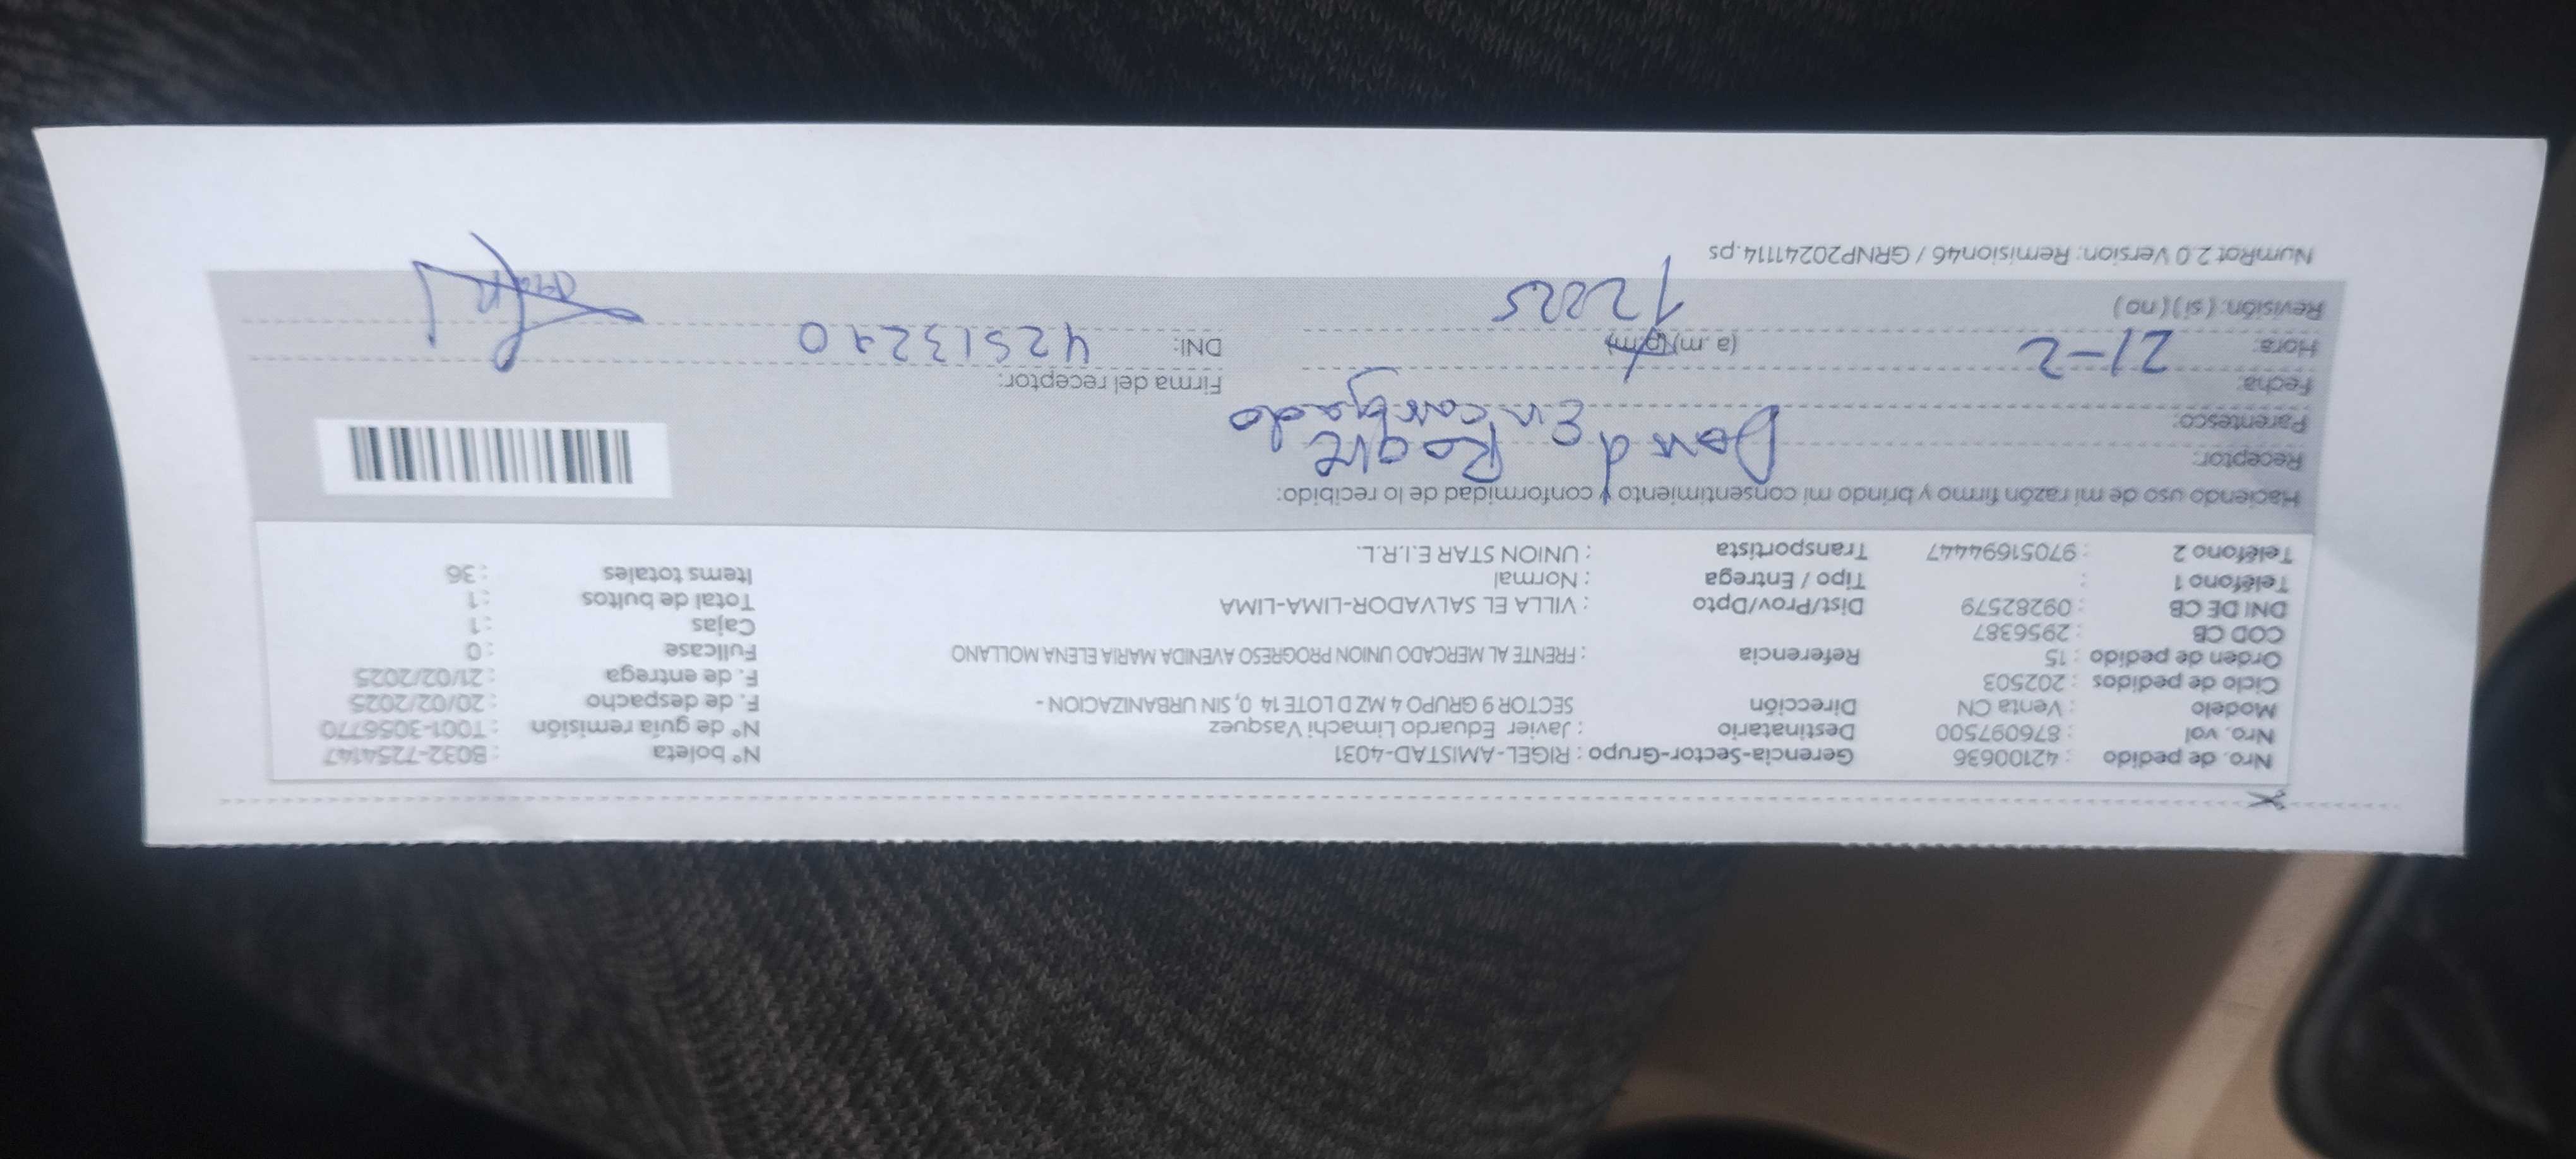 Nro. de pedido : 42100636 Gerencia-Sector-Grupo : RIGEL-AMISTAD-4031 N° boleta : B032-7254147
Nro. vol : 876097500 Destinatario : Javier Eduardo Limachi Vasquez N° de guía remisión : T001-3056770
Modelo : Venta CN Dirección SECTOR 9 GRUPO 4 MZ D LOTE 14 0, SIN URBANIZACION - F. de despacho : 20/02/2025
Ciclo de pedidos : 202503 F. de entrega : 21/02/2025
Orden de pedido : 15 Referencia : FRENTE AL MERCADO UNION PROGRESO AVENIDA MARIA ELENA MOLLANO Fullcase : 0
COD CB : 2956387 Cajas : 1
DNI DE CB : 09282579 Dist/Prov/Dpto : VILLA EL SALVADOR-LIMA-LIMA Total de bultos : 1
Teléfono 1 : Tipo / Entrega : Normal Items totales : 36
Teléfono 2 : 97051694447 Transportista : UNION STAR E.I.R.L.
Haciendo uso de mi razón firmo y brindo mi consentimiento y conformidad de lo recibido:
Receptor: David Roque
Parentesco: Encargado
Fecha: Firma del receptor:
Hora: 21-2 (a.m)(p.m) DNI: 42513290
Revisión: (si) (no) 12025
NumRot 2.0 Version: Remision46 / GRNP20241114.ps